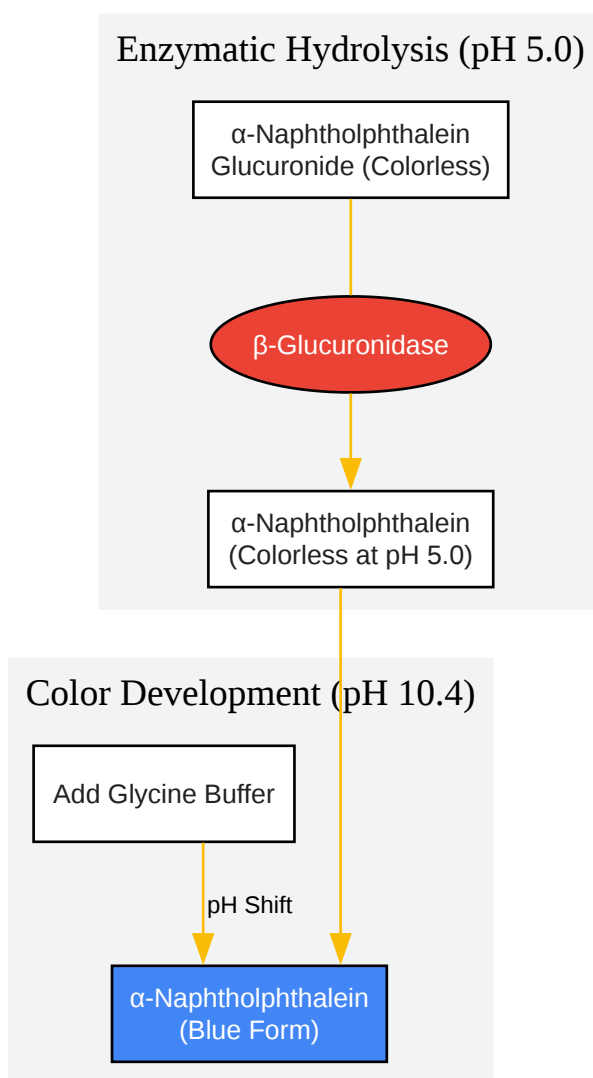 Enzymatic Hydrolysis (pH 5.0)
α-Naphtholphthalein
Glucuronide (Colorless)
β-Glucuronidase
α-Naphtholphthalein
(Colorless at pH 5.0)
Color Development (pH 10.4)
Add Glycine Buffer
pH Shift
α-Naphtholphthalein
(Blue Form)